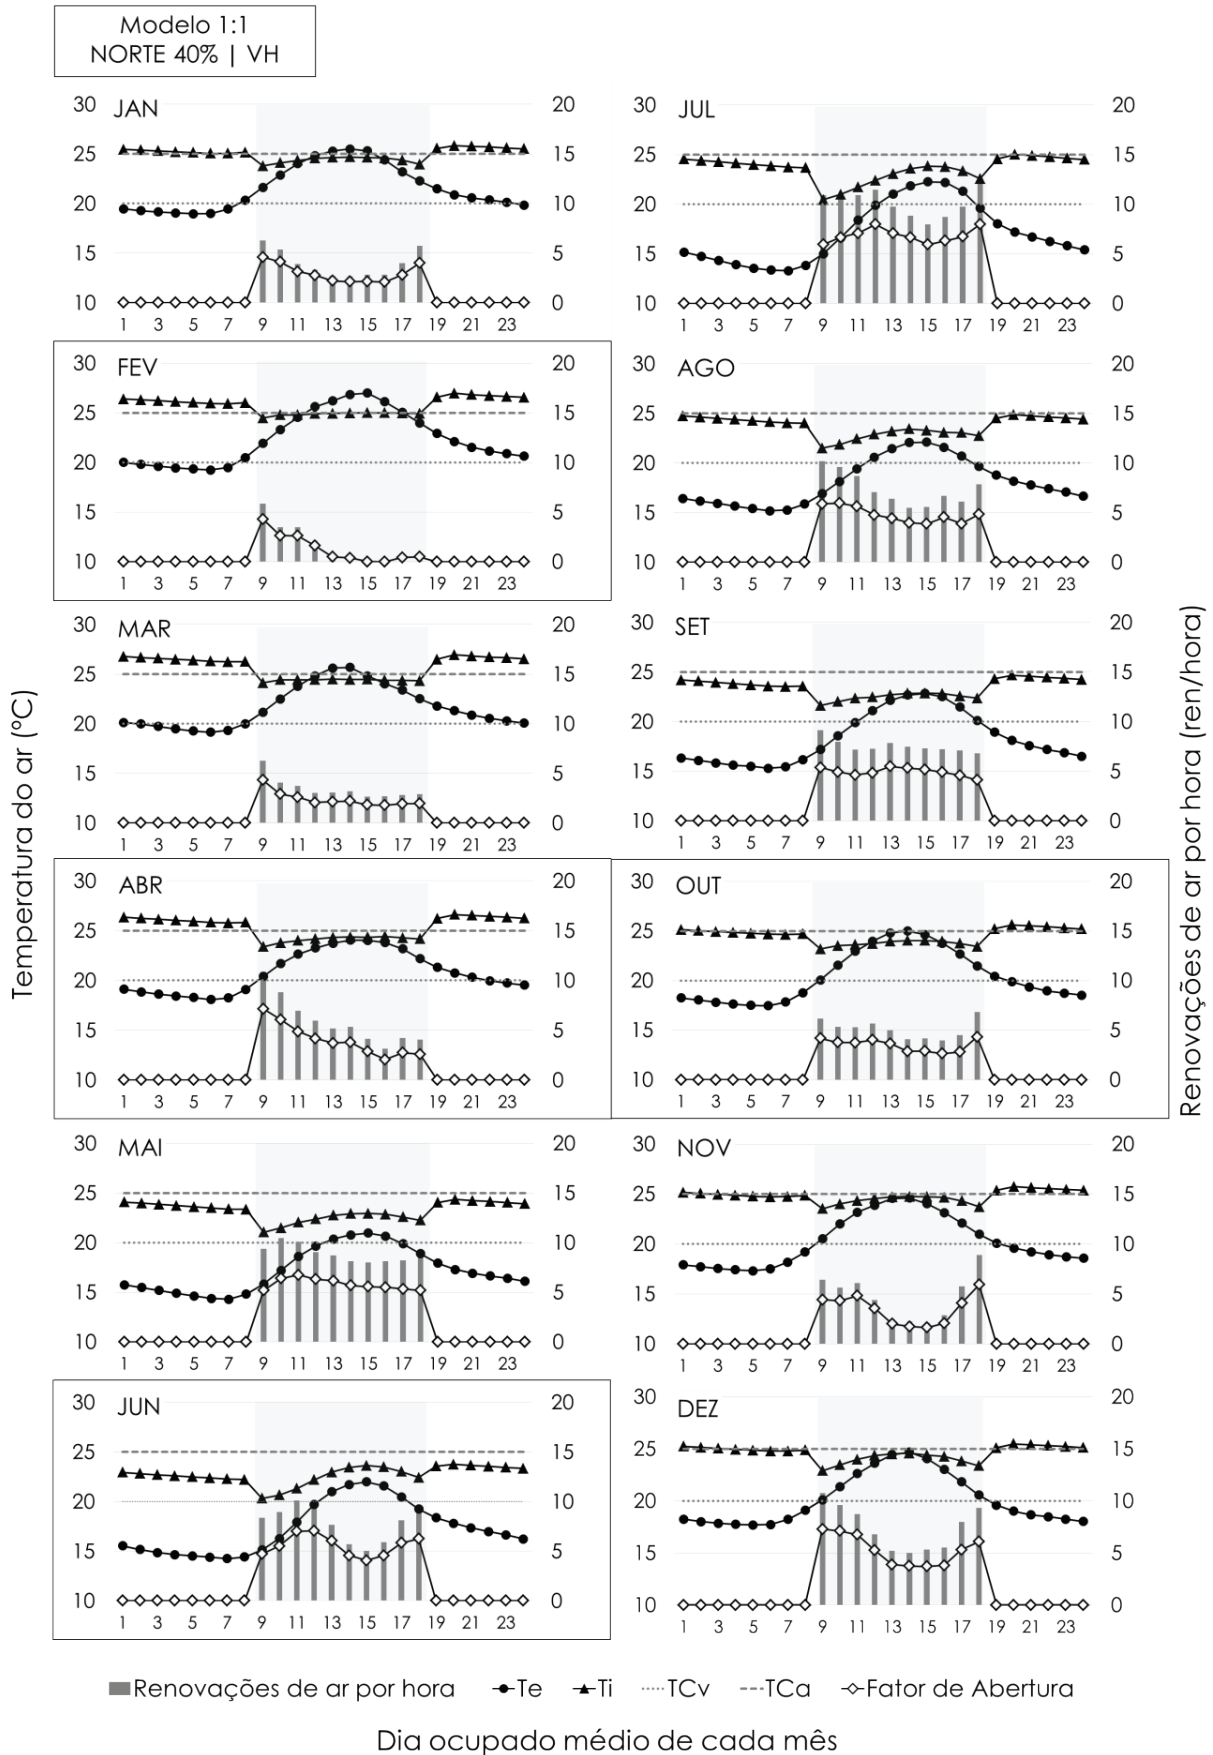 Modelo 1:1
NORTE 40% | VH
Temperatura do ar (ºC)
Renovações de ar por hora (ren/hora)
JAN
30 25 20 15 10
20 15 10 5 0
1 3 5 7 9 11 13 15 17 19 21 23
JUL
30 25 20 15 10
20 15 10 5 0
1 3 5 7 9 11 13 15 17 19 21 23
FEV
30 25 20 15 10
20 15 10 5 0
1 3 5 7 9 11 13 15 17 19 21 23
AGO
30 25 20 15 10
20 15 10 5 0
1 3 5 7 9 11 13 15 17 19 21 23
MAR
30 25 20 15 10
20 15 10 5 0
1 3 5 7 9 11 13 15 17 19 21 23
SET
30 25 20 15 10
20 15 10 5 0
1 3 5 7 9 11 13 15 17 19 21 23
ABR
30 25 20 15 10
20 15 10 5 0
1 3 5 7 9 11 13 15 17 19 21 23
OUT
30 25 20 15 10
20 15 10 5 0
1 3 5 7 9 11 13 15 17 19 21 23
MAI
30 25 20 15 10
20 15 10 5 0
1 3 5 7 9 11 13 15 17 19 21 23
NOV
30 25 20 15 10
20 15 10 5 0
1 3 5 7 9 11 13 15 17 19 21 23
JUN
30 25 20 15 10
20 15 10 5 0
1 3 5 7 9 11 13 15 17 19 21 23
DEZ
30 25 20 15 10
20 15 10 5 0
1 3 5 7 9 11 13 15 17 19 21 23
Renovações de ar por hora Te Ti TCv TCa Fator de Abertura
Dia ocupado médio de cada mês